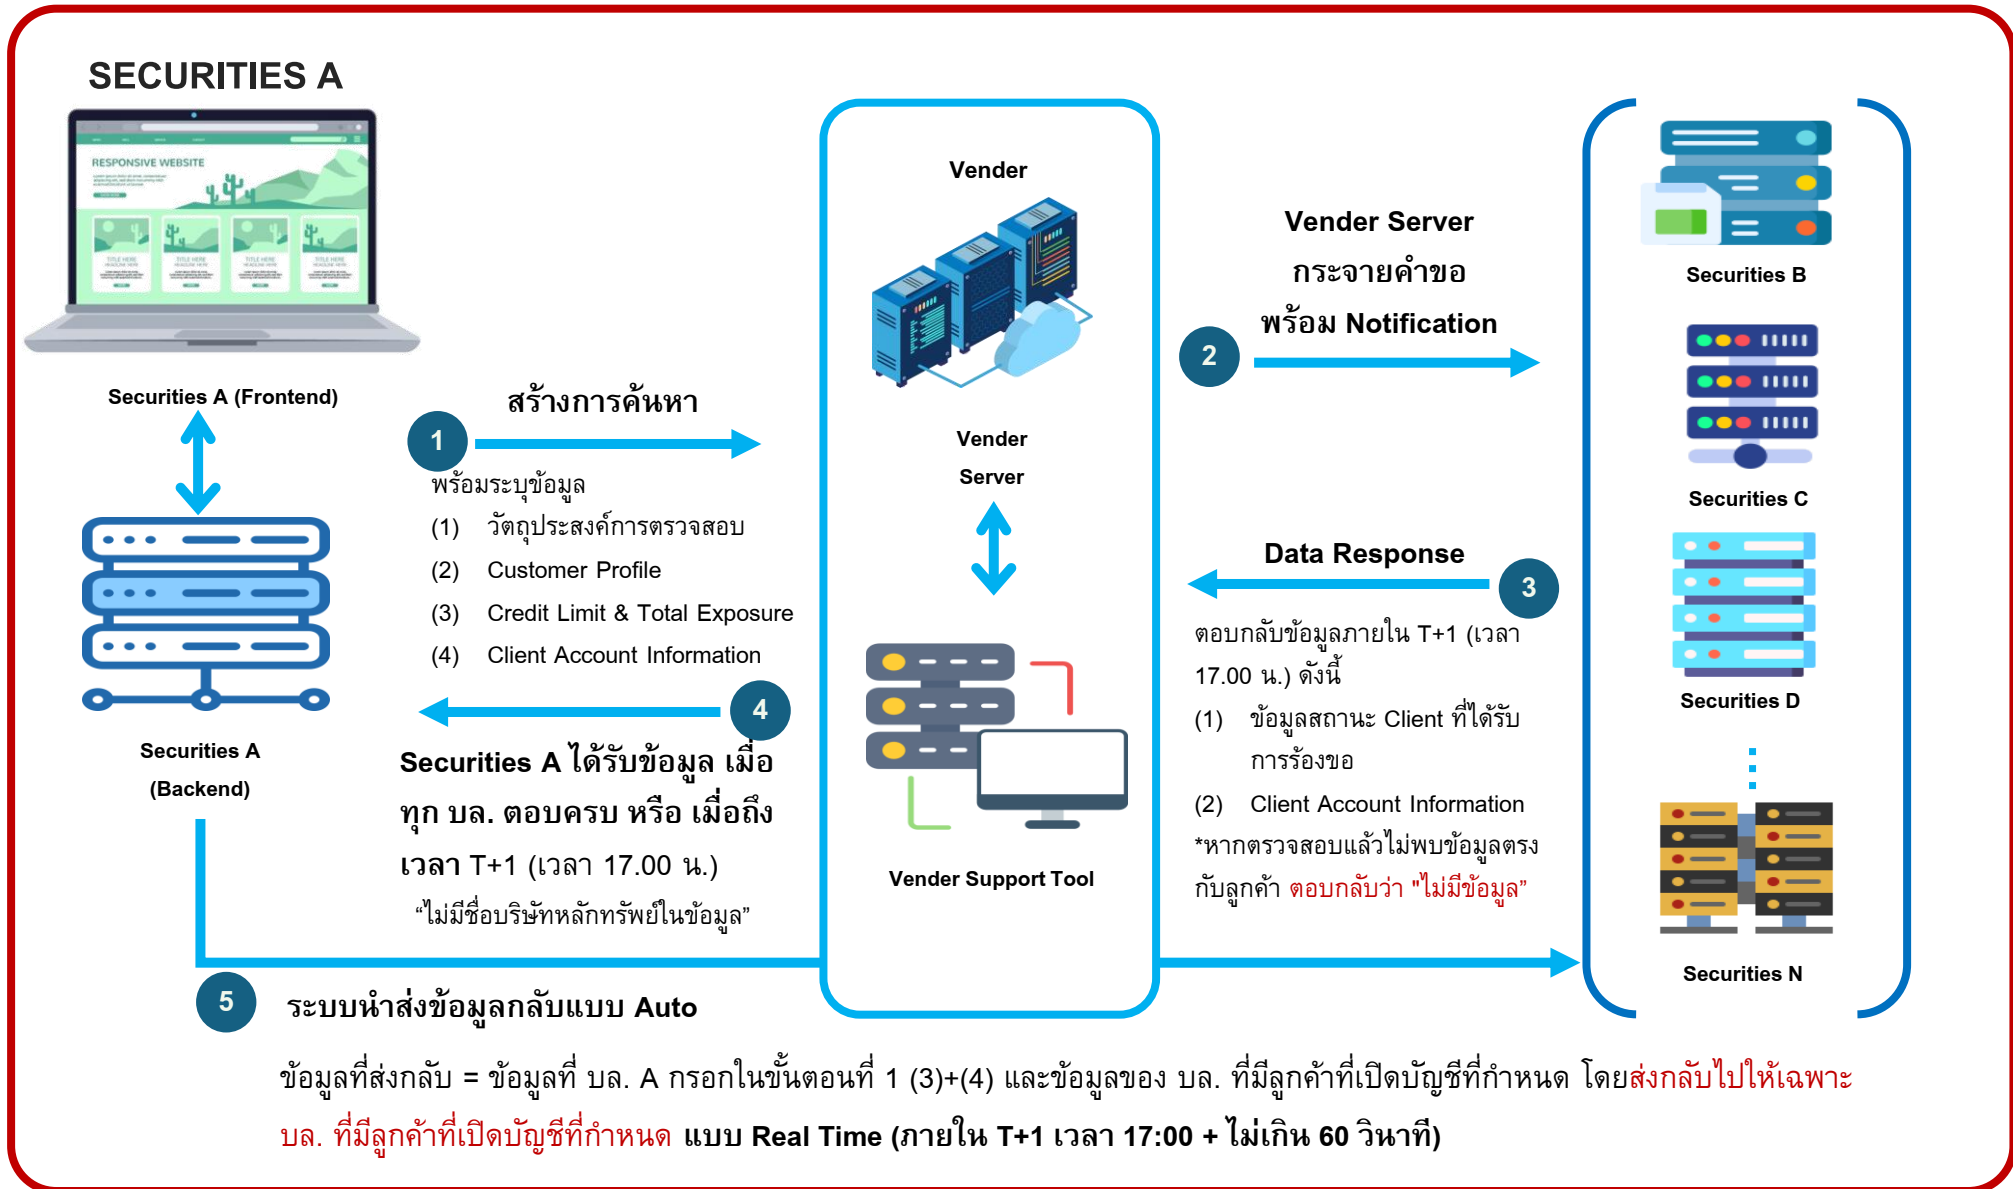 SECURITIES A
RESPONSIVE WEBSITE
TITLE HERE
HEADLINE HERE
TITLE HERE
HEADLINE HERE
TITLE HERE
HEADLINE HERE
TITLE HERE
HEADLINE HERE
Securities A (Frontend)
Securities A
(Backend)
1
สร้างการค้นหา
พร้อมระบุข้อมูล
(1) วัตถุประสงค์การตรวจสอบ
(2) Customer Profile
(3) Credit Limit & Total Exposure
(4) Client Account Information
4
Securities A ได้รับข้อมูล เมื่อ
ทุก บล. ตอบครบ หรือ เมื่อถึง
เวลา T+1 (เวลา 17.00 น.)
“ไม่มีชื่อบริษัทหลักทรัพย์ในข้อมูล”
Vender
Vender
Server
Vender Support Tool
Vender Server
กระจายคำขอ
พร้อม Notification
2
Data Response
3
ตอบกลับข้อมูลภายใน T+1 (เวลา
17.00 น.) ดังนี้
(1) ข้อมูลสถานะ Client ที่ได้รับ
การร้องขอ
(2) Client Account Information
*หากตรวจสอบแล้วไม่พบข้อมูลตรง
กับลูกค้า ตอบกลับว่า "ไม่มีข้อมูล”
Securities B
Securities C
Securities D
Securities N
5
ระบบนำส่งข้อมูลกลับแบบ Auto
ข้อมูลที่ส่งกลับ = ข้อมูลที่ บล. A กรอกในขั้นตอนที่ 1 (3)+(4) และข้อมูลของ บล. ที่มีลูกค้าที่เปิดบัญชีที่กำหนด โดยส่งกลับไปให้เฉพาะ
บล. ที่มีลูกค้าที่เปิดบัญชีที่กำหนด แบบ Real Time (ภายใน T+1 เวลา 17:00 + ไม่เกิน 60 วินาที)